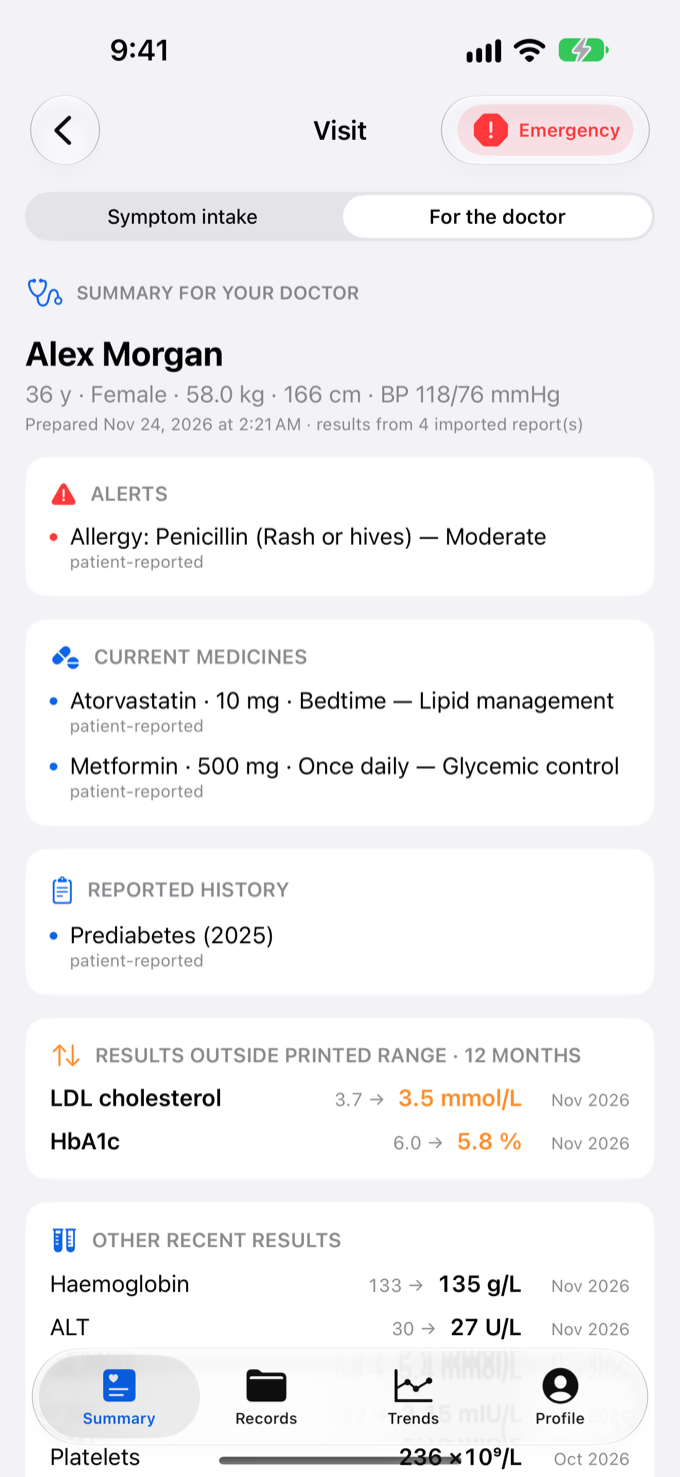 9:41
Visit
Emergency
Symptom intake
For the doctor
SUMMARY FOR YOUR DOCTOR
Alex Morgan
36 y · Female · 58.0 kg · 166 cm · BP 118/76 mmHg
Prepared Nov 24, 2026 at 2:21 AM · results from 4 imported report(s)
ALERTS
• Allergy: Penicillin (Rash or hives) — Moderate
patient-reported
CURRENT MEDICINES
• Atorvastatin · 10 mg · Bedtime — Lipid management
patient-reported
• Metformin · 500 mg · Once daily — Glycemic control
patient-reported
REPORTED HISTORY
• Prediabetes (2025)
patient-reported
RESULTS OUTSIDE PRINTED RANGE · 12 MONTHS
LDL cholesterol 3.7 → 3.5 mmol/L Nov 2026
HbA1c 6.0 → 5.8 % Nov 2026
OTHER RECENT RESULTS
Haemoglobin 133 → 135 g/L Nov 2026
ALT 30 → 27 U/L Nov 2026
Summary Records Trends Profile
Platelets 236 ×10⁹/L Oct 2026